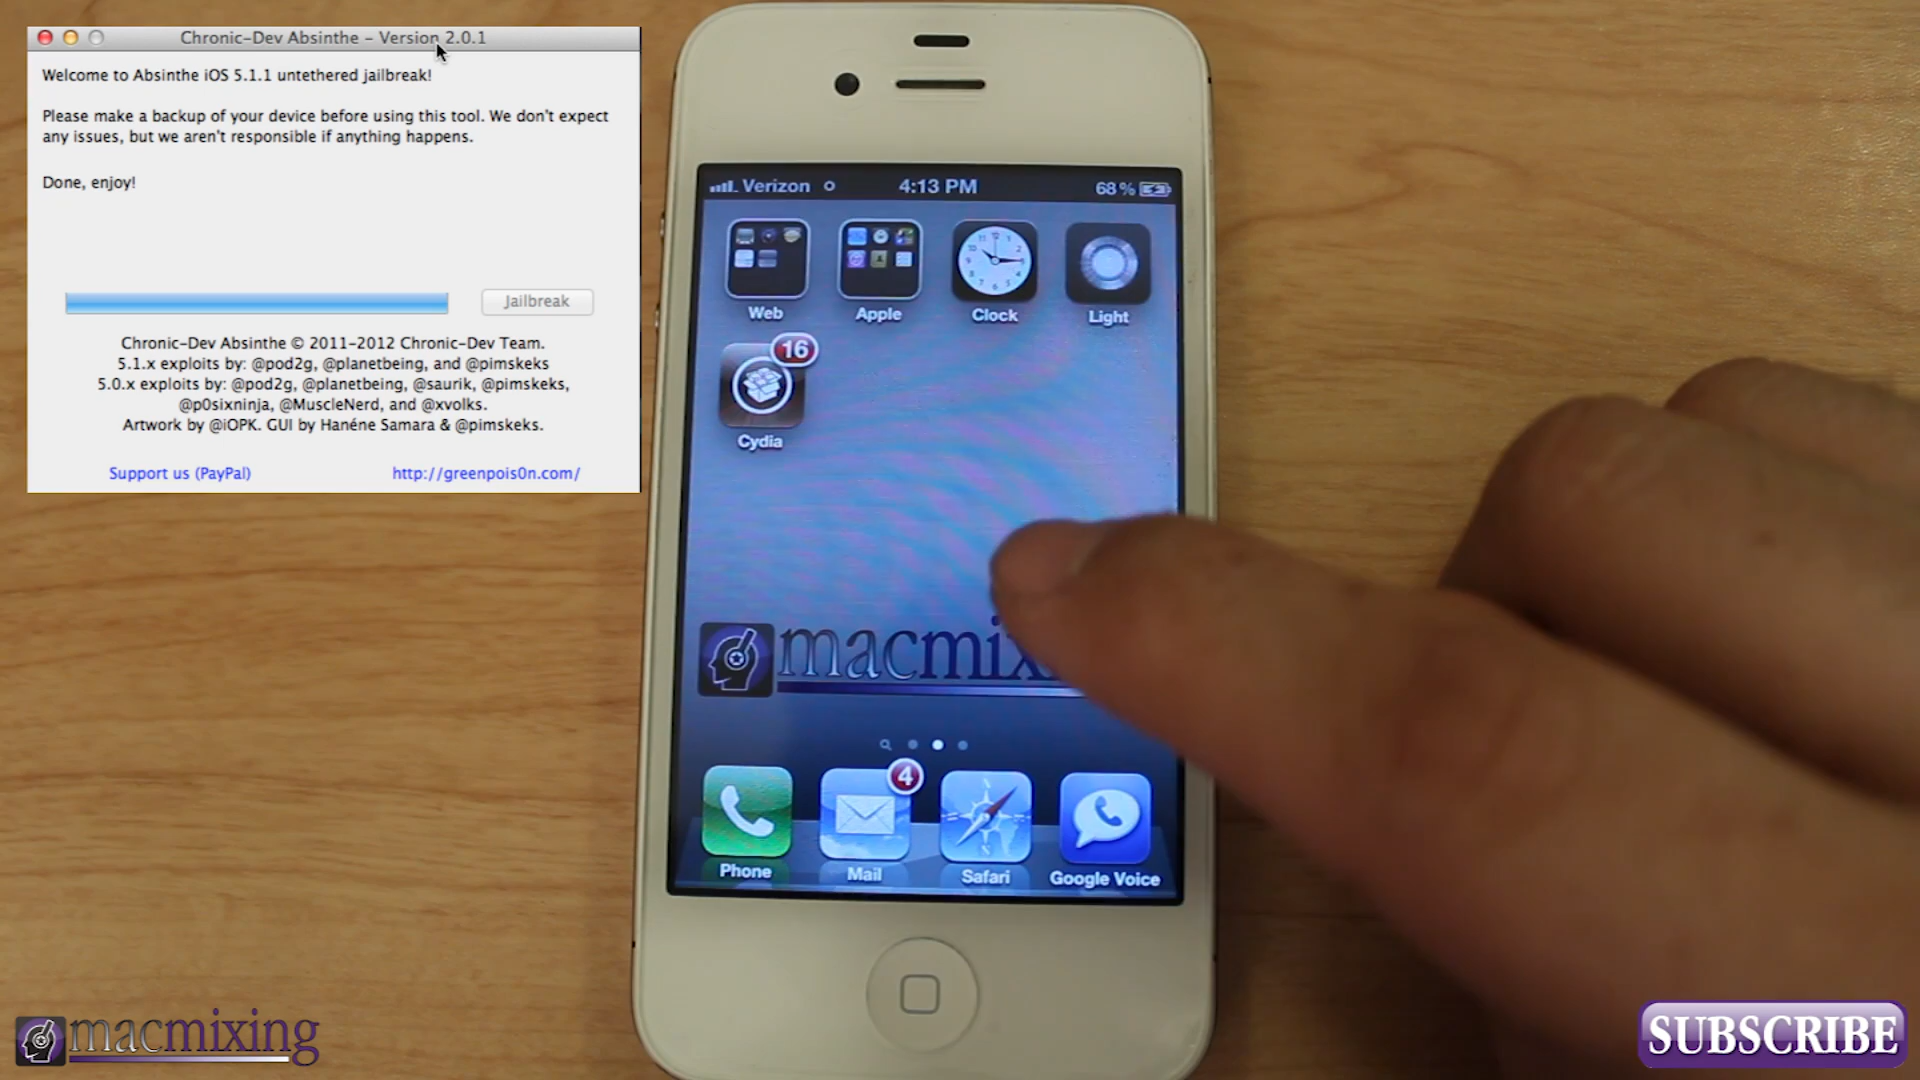 Chronic-Dev Absinthe - Version 2.0.1
Welcome to Absinthe iOS 5.1.1 untethered jailbreak!
Please make a backup of your device before using this tool. We don't expect
any issues, but we aren't responsible if anything happens.
Done, enjoy!
Jailbreak
Chronic-Dev Absinthe © 2011-2012 Chronic-Dev Team.
5.1.x exploits by: @pod2g, @planetbeing, and @pimskeks
5.0.x exploits by: @pod2g, @planetbeing, @saurik, @pimskeks,
@p0sixninja, @MuscleNerd, and @xvolks.
Artwork by @iOPK. GUI by Hanéne Samara & @pimskeks.
Support us (PayPal) http://greenpois0n.com/
Verizon 4:13 PM 68%
Web Apple Clock Light
16
Cydia
macmix
4
Phone Mail Safari Google Voice
macmixing
SUBSCRIBE